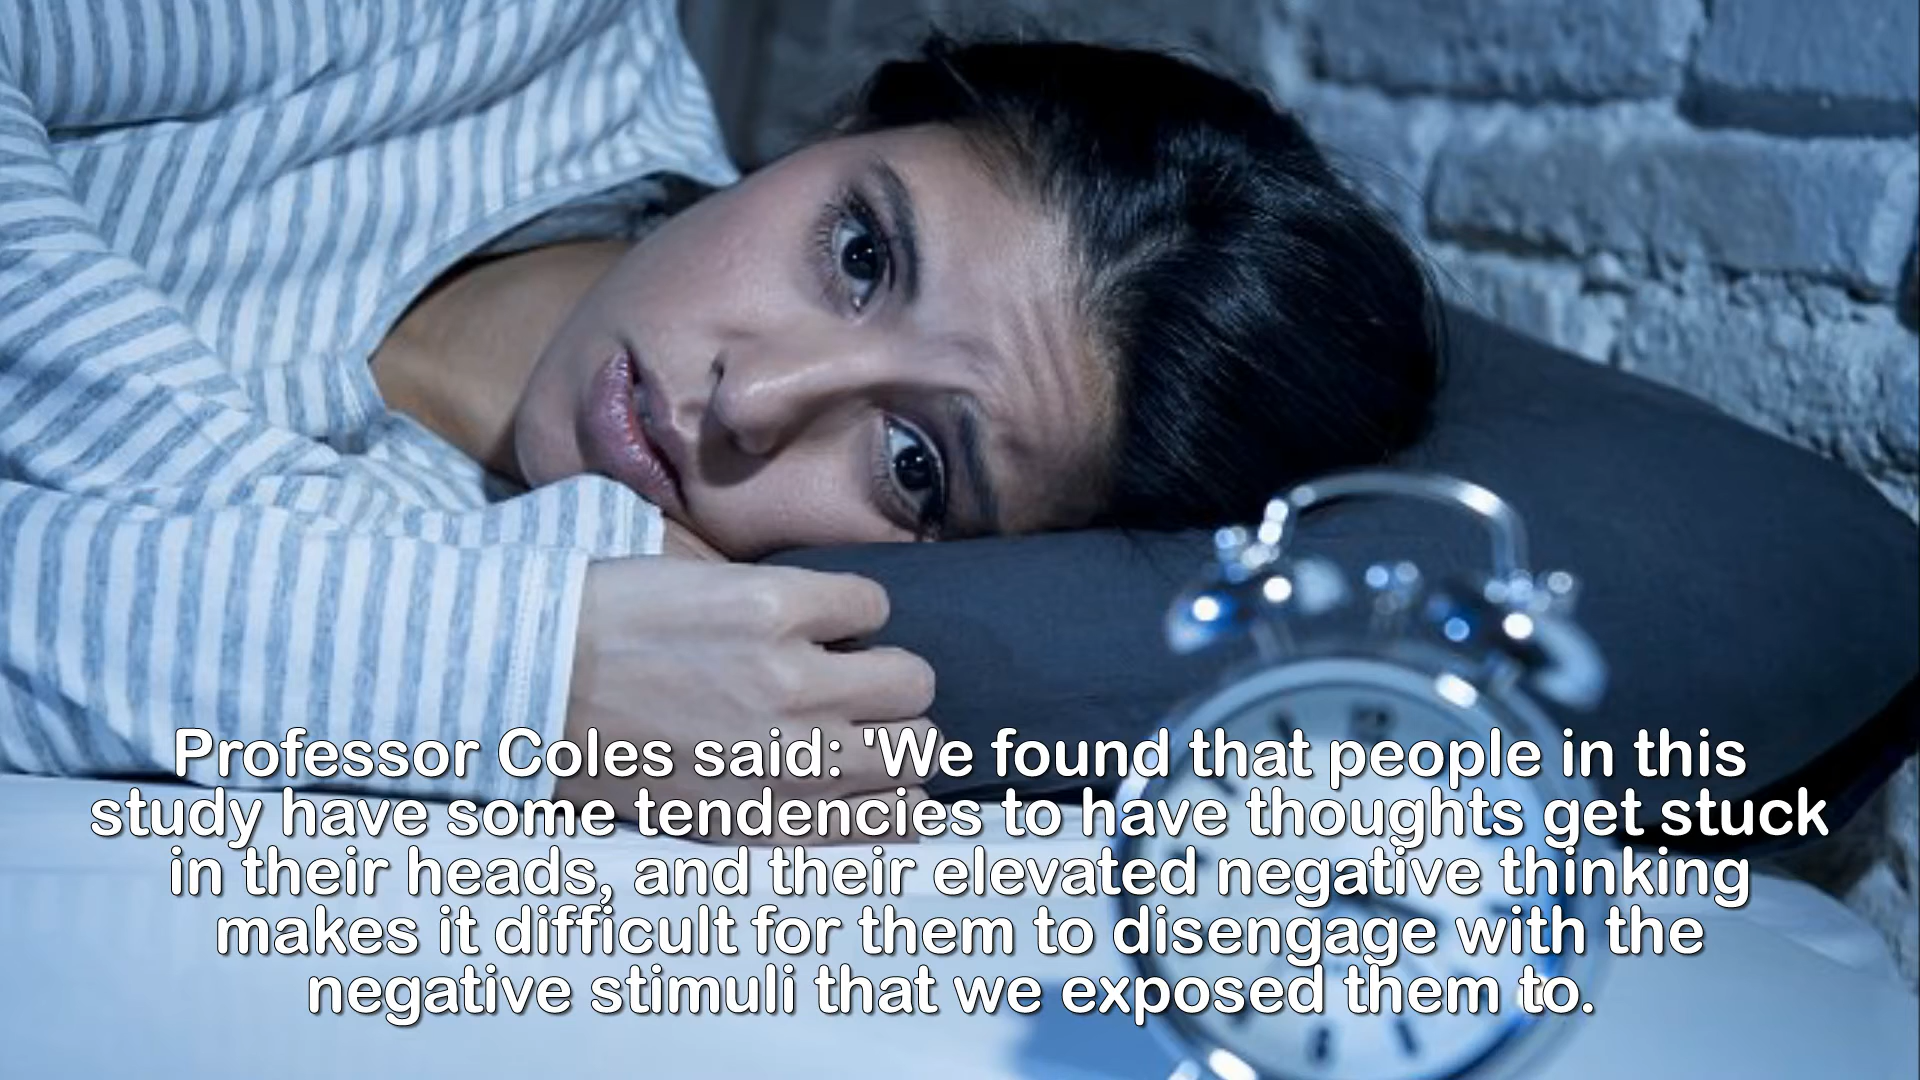 Professor Coles said: 'We found that people in this
study have some tendencies to have thoughts get stuck
in their heads, and their elevated negative thinking
makes it difficult for them to disengage with the
negative stimuli that we exposed them to.